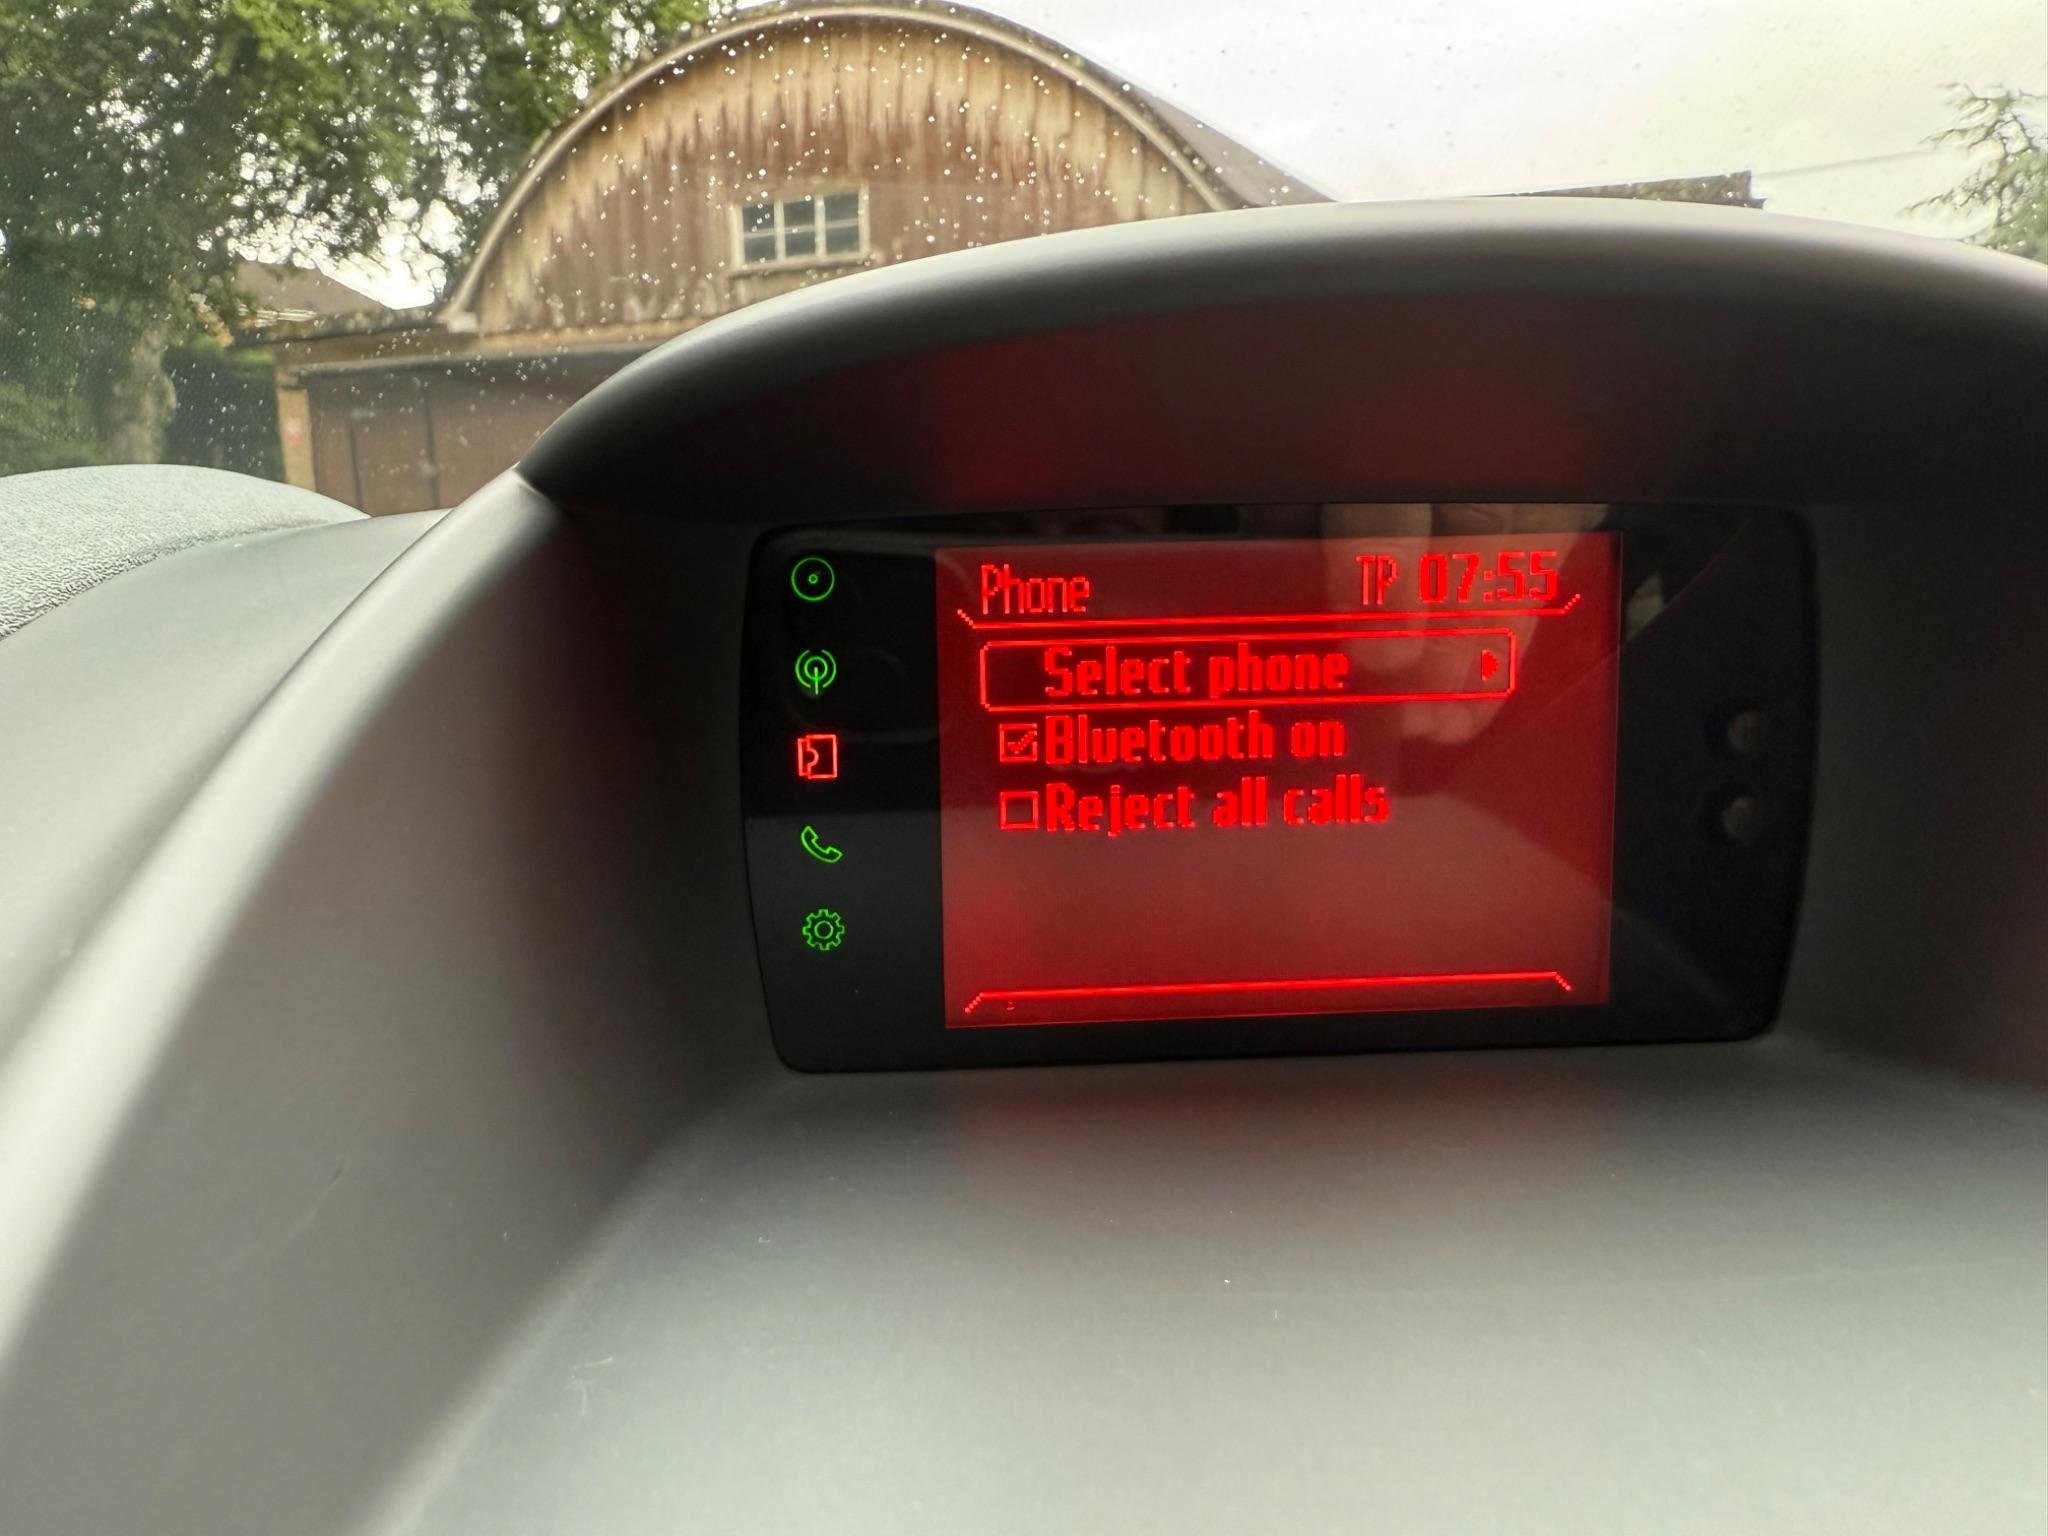 Phone TP 07:55
Select phone
Bluetooth on
Reject all calls